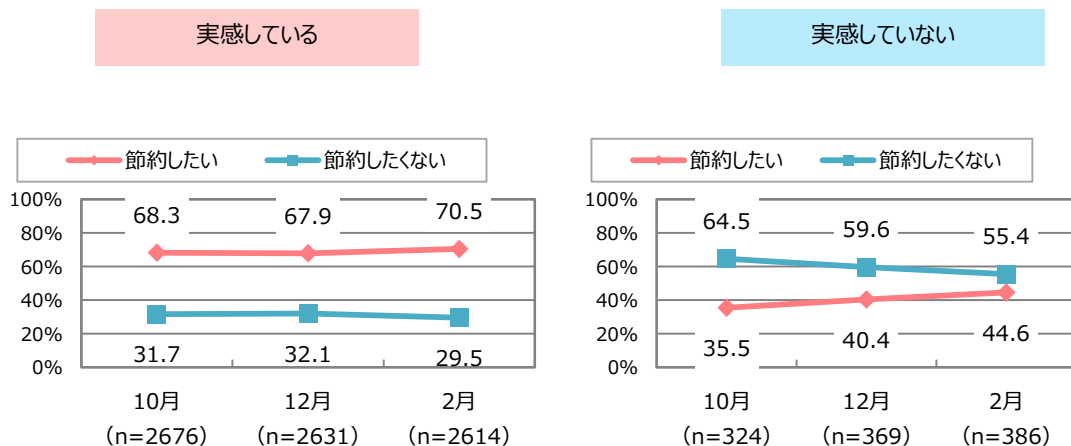 実感している
実感していない
節約したい 節約したくない
100%
80%
60%
40%
20%
0%
68.3 67.9 70.5
31.7 32.1 29.5
10月 12月 2月
(n=2676) (n=2631) (n=2614)
節約したい 節約したくない
100%
80%
60%
40%
20%
0%
64.5 59.6 55.4
35.5 40.4 44.6
10月 12月 2月
(n=324) (n=369) (n=386)